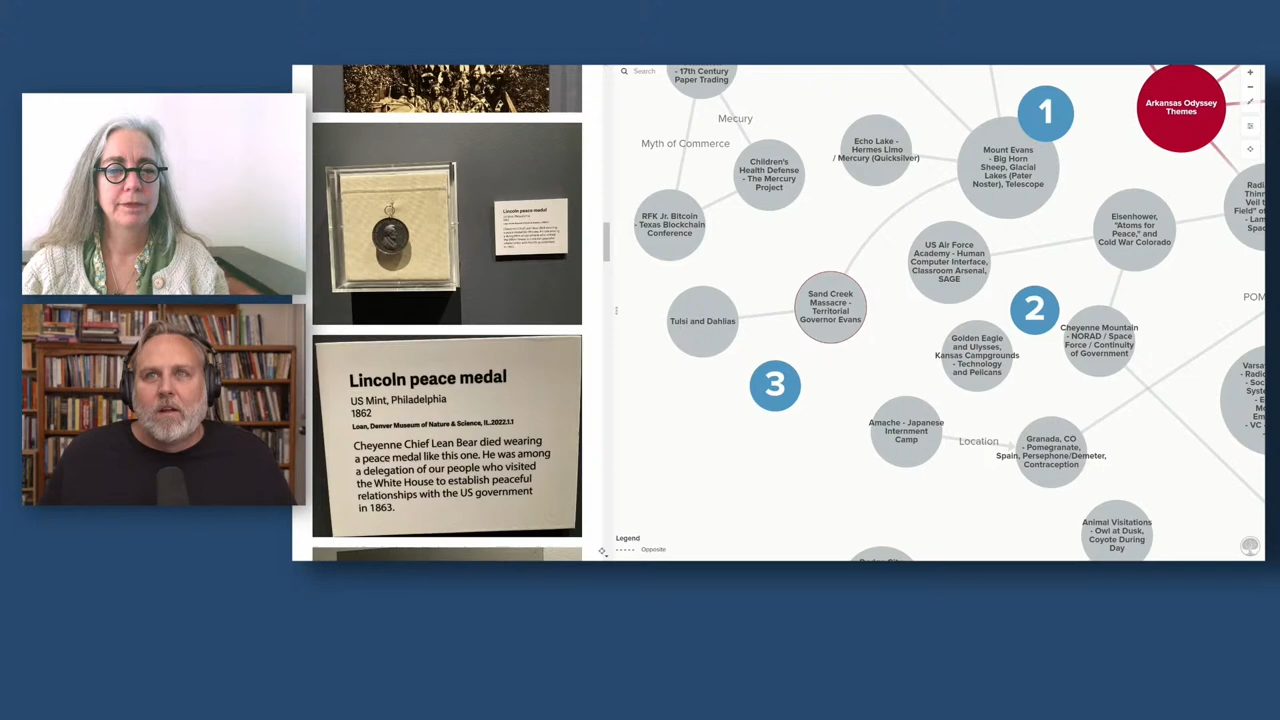 Lincoln peace medal
Lincoln peace medal
US Mint, Philadelphia
1862
Loan, Denver Museum of Nature & Science, IL.2022.1.1
Cheyenne Chief Lean Bear died wearing
a peace medal like this one. He was among
a delegation of our people who visited
the White House to establish peaceful
relationships with the US government
in 1863.
Search
- 17th Century
Paper Trading
Mecury
Myth of Commerce
Children's
Health Defense
- The Mercury
Project
RFK Jr. Bitcoin
- Texas Blockchain
Conference
Echo Lake -
Hermes Limo
/ Mercury (Quicksilver)
1
Mount Evans
- Big Horn
Sheep, Glacial
Lakes (Pater
Noster), Telescope
Arkansas Odyssey
Themes
Eisenhower,
"Atoms for
Peace," and
Cold War Colorado
US Air Force
Academy - Human
Computer Interface,
Classroom Arsenal,
SAGE
Sand Creek
Massacre -
Territorial
Governor Evans
Tulsi and Dahlias
2
Cheyenne Mountain
- NORAD / Space
Force / Continuity
of Government
Golden Eagle
and Ulysses,
Kansas Campgrounds
- Technology
and Pelicans
3
Amache - Japanese
Internment
Camp
Location
Granada, CO
- Pomegranate,
Spain, Persephone/Demeter,
Contraception
Animal Visitations
- Owl at Dusk,
Coyote During
Day
POM
Legend
Opposite